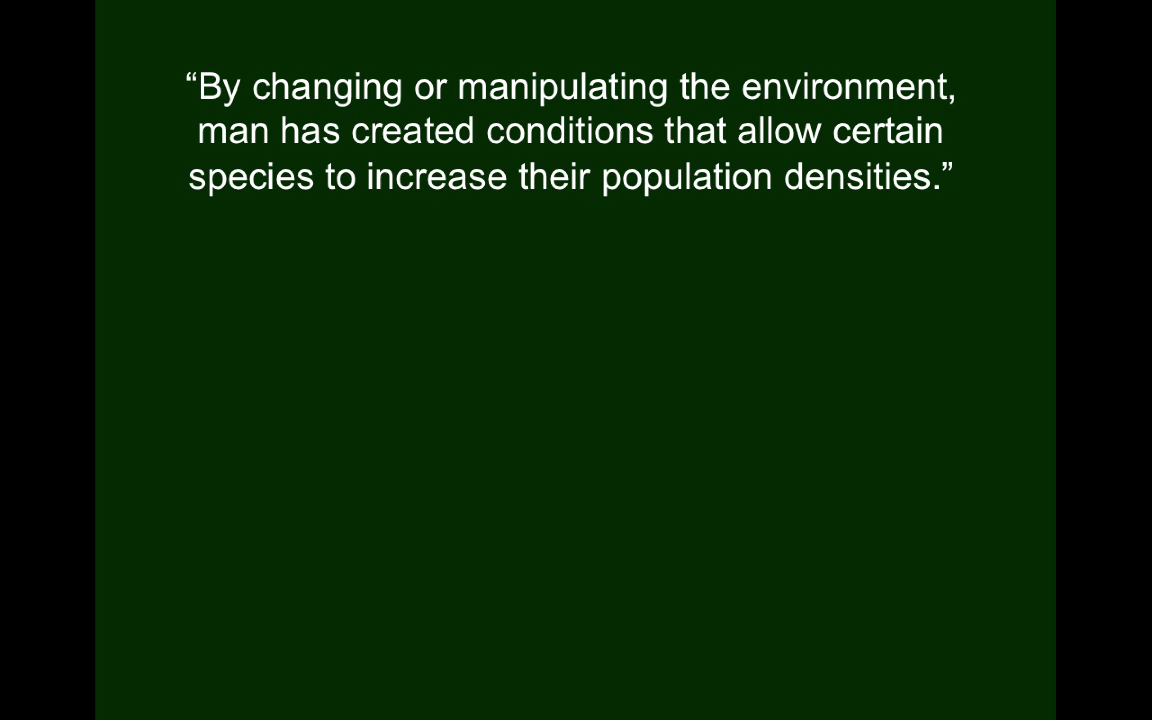 “By changing or manipulating the environment,
man has created conditions that allow certain
species to increase their population densities.”